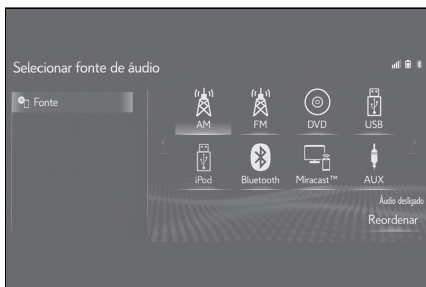 Selecionar fonte de áudio
Fonte
AM
FM
DVD
USB
iPod
Bluetooth
Miracast™
AUX
Áudio desligado
Reordenar